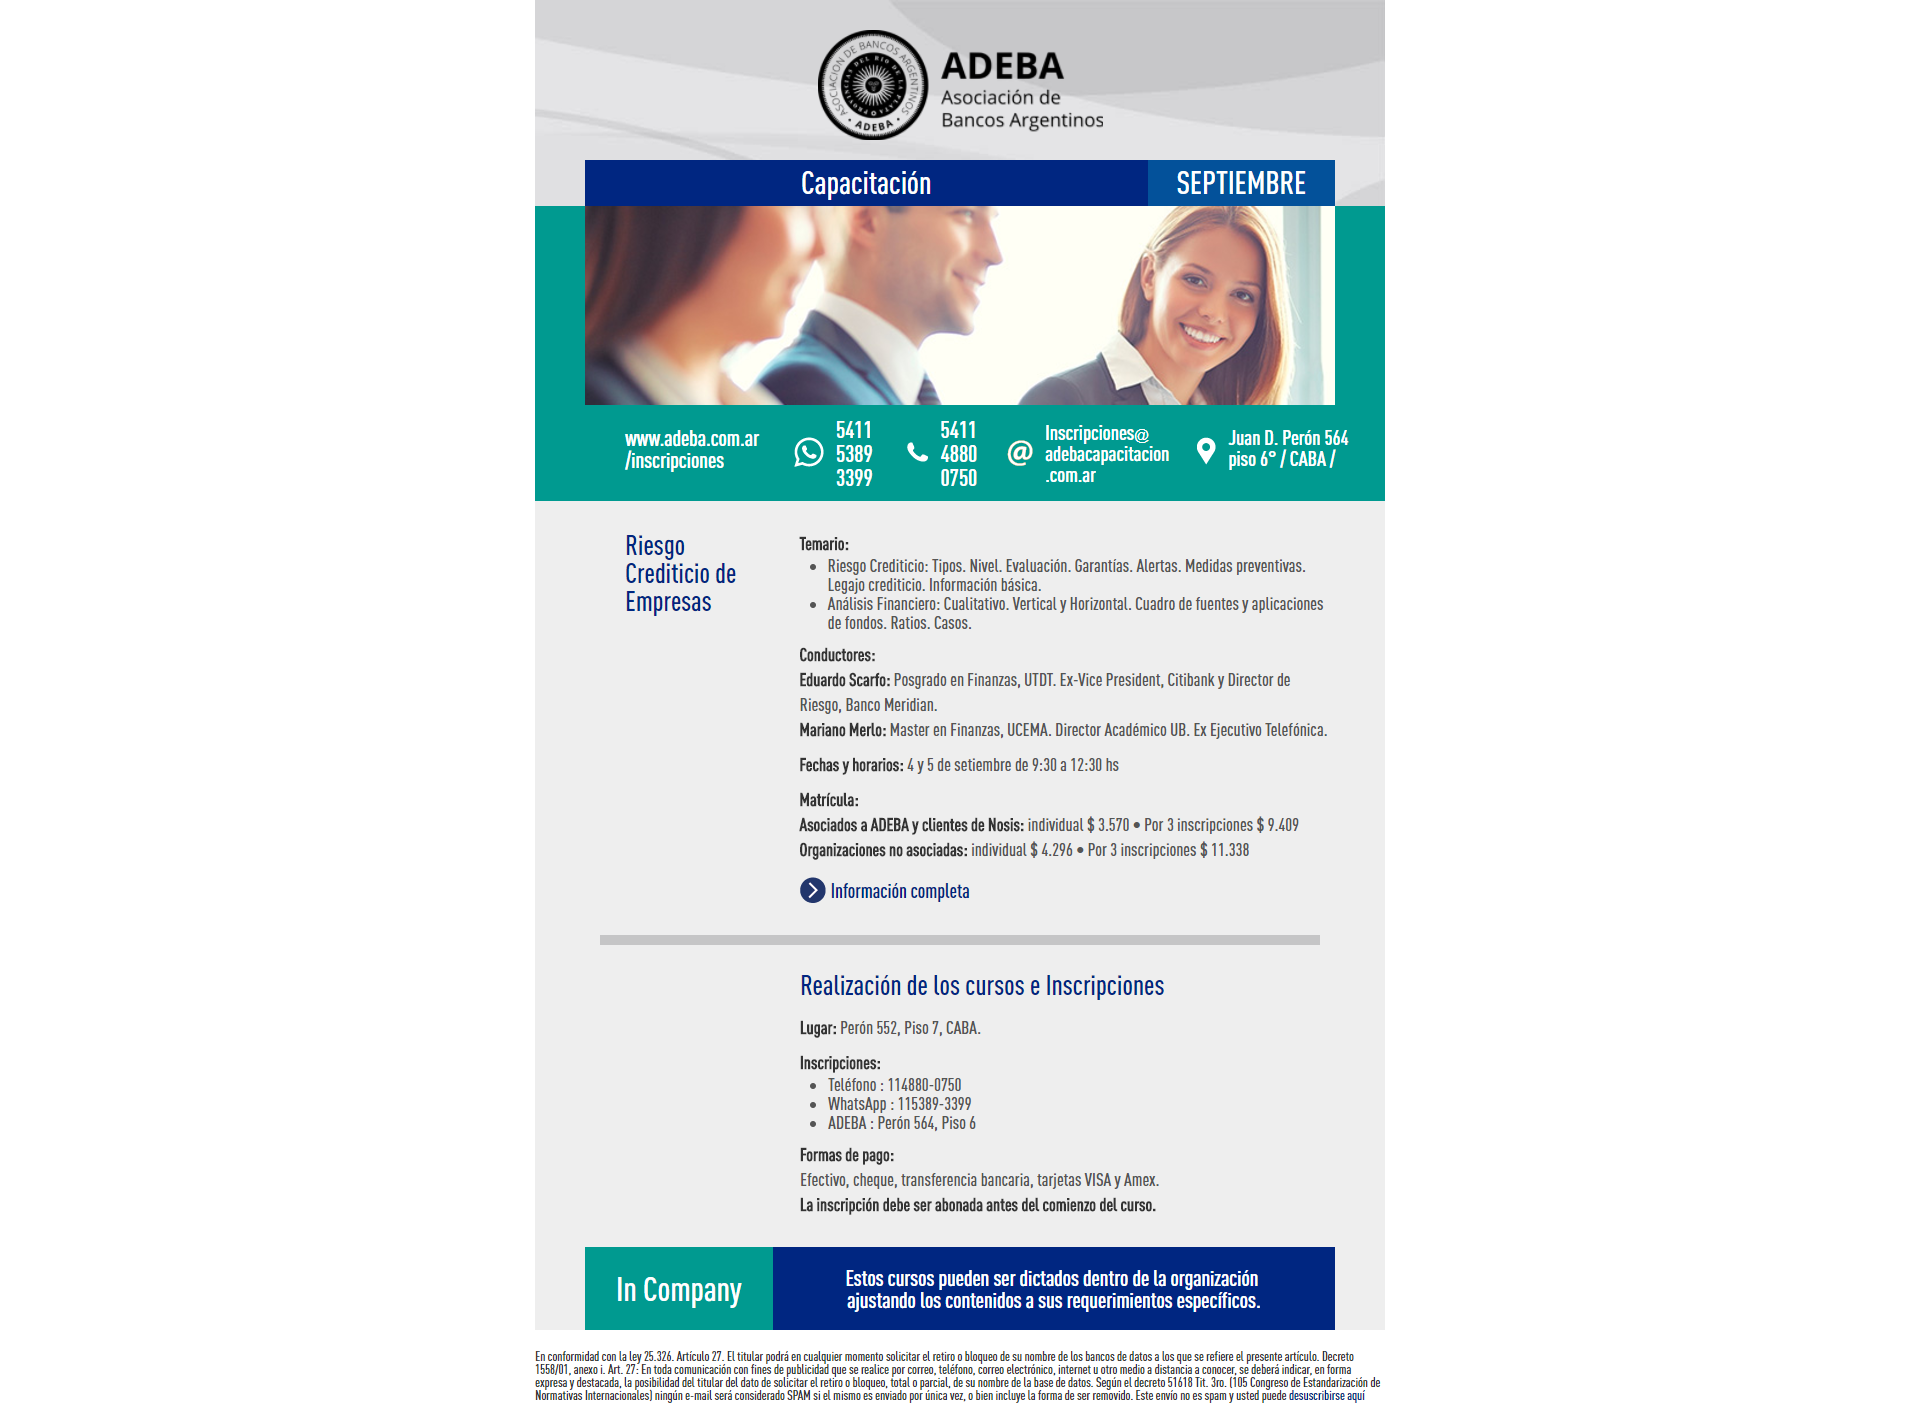 ASOCIACION DE BANCOS ARGENTINOS
PROVINCIAS DEL RIO DE LA PLATA
• ADEBA •
ADEBA
Asociación de
Bancos Argentinos
Capacitación
SEPTIEMBRE
www.adeba.com.ar
/inscripciones
5411
5389
3399
5411
4880
0750
@
Inscripciones@
adebacapacitacion
.com.ar
Juan D. Perón 564
piso 6° / CABA /
Riesgo
Crediticio de
Empresas
Temario:
• Riesgo Crediticio: Tipos. Nivel. Evaluación. Garantías. Alertas. Medidas preventivas.
Legajo crediticio. Información básica.
• Análisis Financiero: Cualitativo. Vertical y Horizontal. Cuadro de fuentes y aplicaciones
de fondos. Ratios. Casos.
Conductores:
Eduardo Scarfo: Posgrado en Finanzas, UTDT. Ex-Vice President, Citibank y Director de
Riesgo, Banco Meridian.
Mariano Merlo: Master en Finanzas, UCEMA. Director Académico UB. Ex Ejecutivo Telefónica.
Fechas y horarios: 4 y 5 de setiembre de 9:30 a 12:30 hs
Matrícula:
Asociados a ADEBA y clientes de Nosis: individual $ 3.570 • Por 3 inscripciones $ 9.409
Organizaciones no asociadas: individual $ 4.296 • Por 3 inscripciones $ 11.338
Información completa
Realización de los cursos e Inscripciones
Lugar: Perón 552, Piso 7, CABA.
Inscripciones:
• Teléfono : 114880-0750
• WhatsApp : 115389-3399
• ADEBA : Perón 564, Piso 6
Formas de pago:
Efectivo, cheque, transferencia bancaria, tarjetas VISA y Amex.
La inscripción debe ser abonada antes del comienzo del curso.
In Company
Estos cursos pueden ser dictados dentro de la organización
ajustando los contenidos a sus requerimientos específicos.
En conformidad con la ley 25.326. Artículo 27. El titular podrá en cualquier momento solicitar el retiro o bloqueo de su nombre de los bancos de datos a los que se refiere el presente artículo. Decreto
1558/01, anexo i. Art. 27: En toda comunicación con fines de publicidad que se realice por correo, teléfono, correo electrónico, internet u otro medio a distancia a conocer, se deberá indicar, en forma
expresa y destacada, la posibilidad del titular del dato de solicitar el retiro o bloqueo, total o parcial, de su nombre de la base de datos. Según el decreto 51618 Tit. 3ro. (105 Congreso de Estandarización de
Normativas Internacionales) ningún e-mail será considerado SPAM si el mismo es enviado por única vez, o bien incluye la forma de ser removido. Este envío no es spam y usted puede desuscribirse aquí